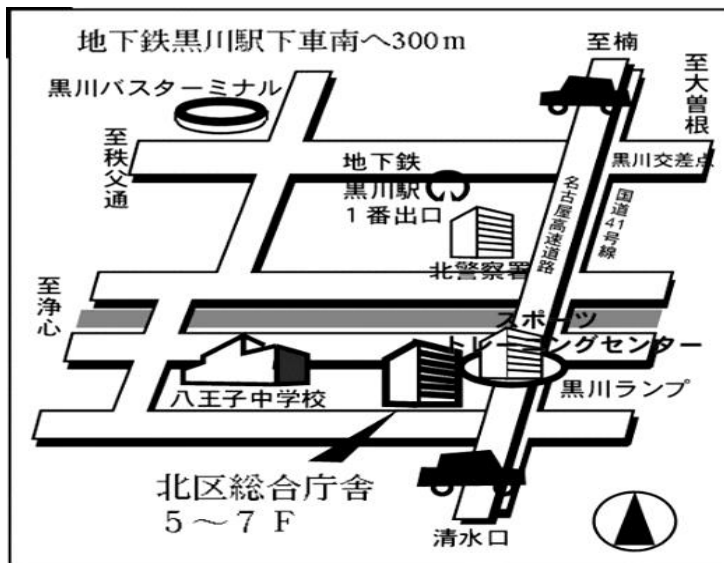 地下鉄黒川駅下車南へ300m
至楠
至大曽根
黒川バスターミナル
至秩父通
地下鉄
黒川駅
1番出口
黒川交差点
国道41号線
名古屋高速道路
北警察署
至浄心
スポーツ
トレーニングセンター
八王子中学校
黒川ランプ
北区総合庁舎
5～7F
清水口